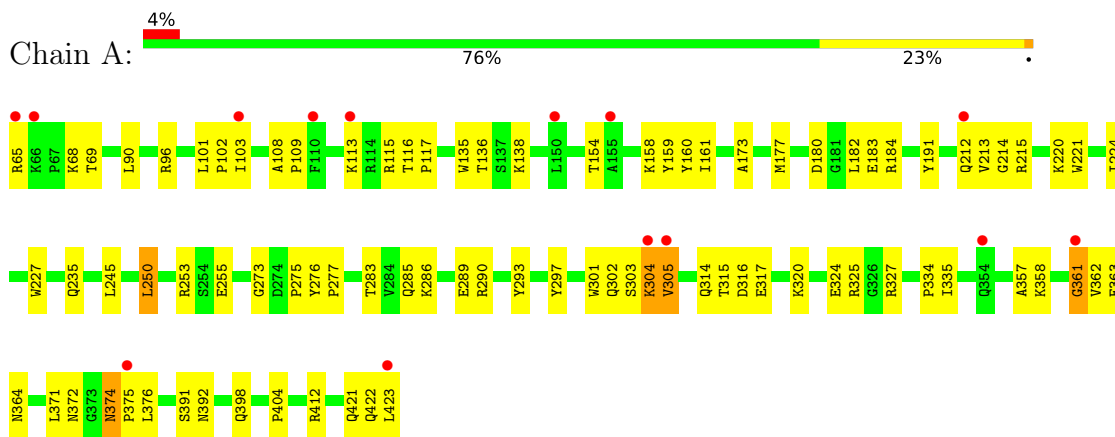 4%
Chain A:
76% 23% •
R65 K66 P67 K68 T69 L90 R96 L101 P102 I103 A108 P109 F110 K113 R114 R115 T116 P117 W135 T136 S137 K138 L150 T154 A155 K158 Y159 Y160 I161 A173 M177 D180 G181 L182 E183 R184 Y191 Q212 V213 G214 R215 K220 W221
W227 Q235 L245 L250 R253 S254 E255 G273 D274 P275 Y276 P277 T283 V284 Q285 K286 E289 R290 Y293 Y297 W301 Q302 S303 K304 V305 Q314 T315 D316 E317 K320 E324 R325 G326 R327 P334 I335 Q354 A357 K358 G361 V362
N364 L371 N372 G373 N374 P375 L376 S391 N392 Q398 P404 R412 Q421 Q422 L423